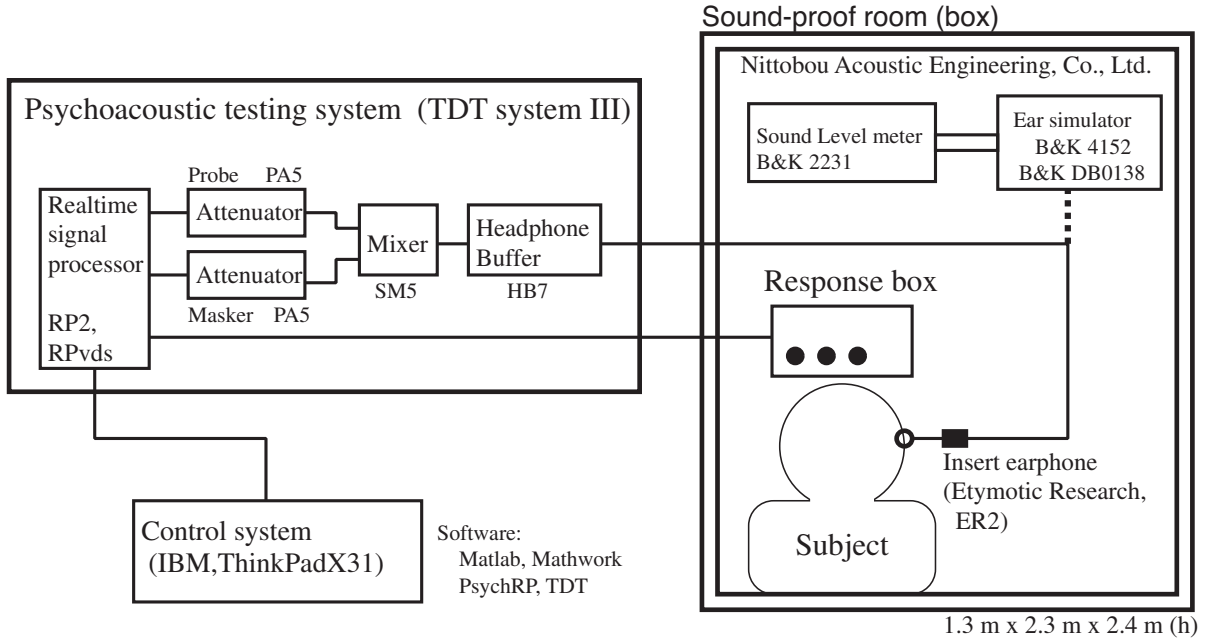 Sound-proof room (box)
Nittobou Acoustic Engineering, Co., Ltd.
Psychoacoustic testing system (TDT system III)
Sound Level meter
B&K 2231
Ear simulator
B&K 4152
B&K DB0138
Probe PA5
Realtime
signal
processor
RP2,
RPvds
Attenuator
Attenuator
Masker PA5
Mixer
SM5
Headphone
Buffer
HB7
Response box
Insert earphone
(Etymotic Research,
ER2)
Subject
Control system
(IBM,ThinkPadX31)
Software:
Matlab, Mathwork
PsychRP, TDT
1.3 m x 2.3 m x 2.4 m (h)